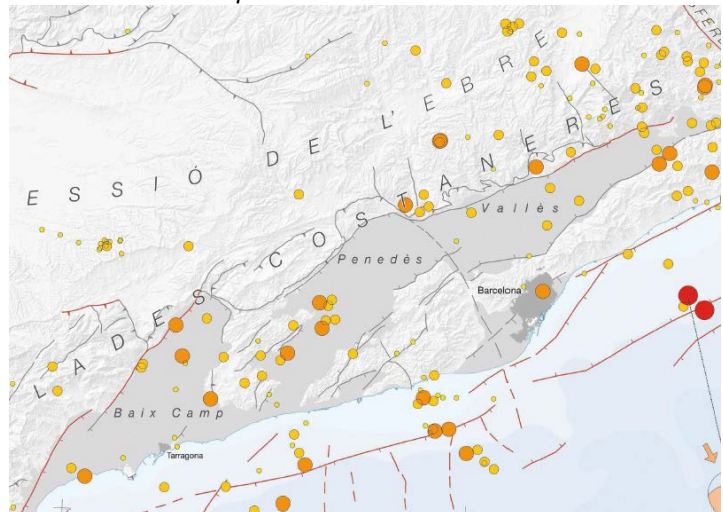 ESSIÓ DE L'EBRE
LADES COSTANERES
Vallès
Penedès
Barcelona
Baix Camp
Tarragona